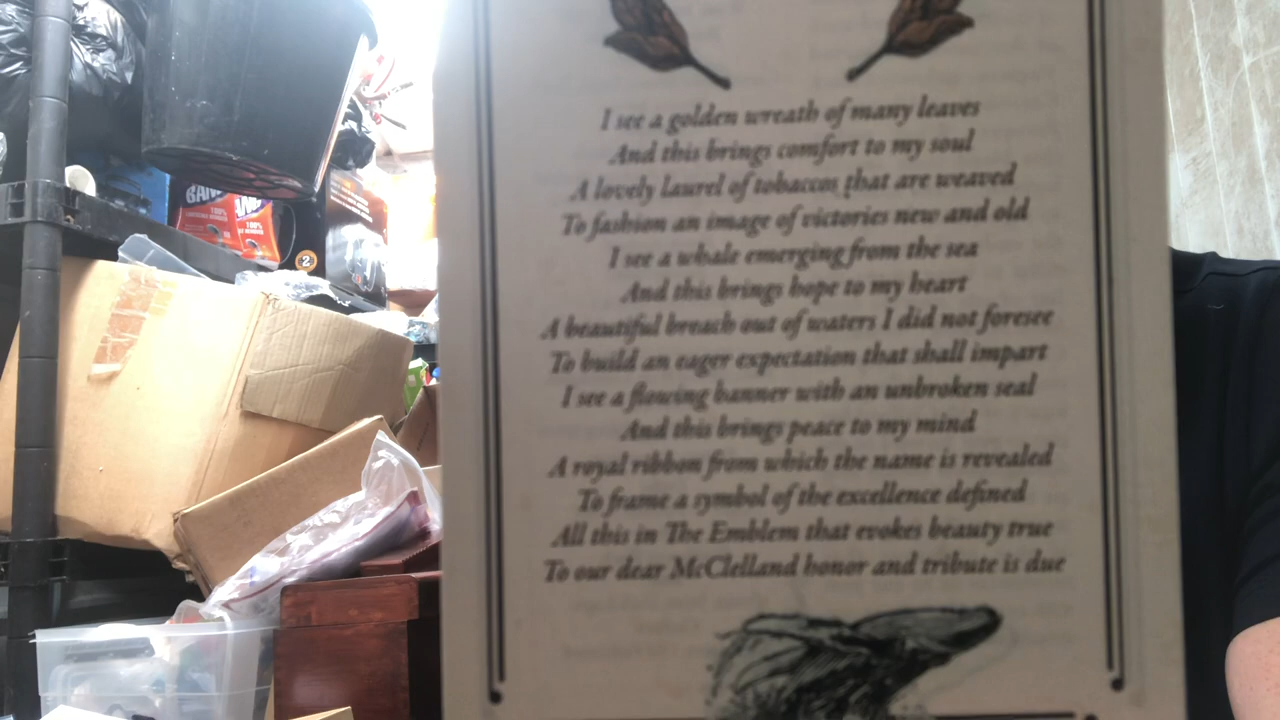 I see a golden wreath of many leaves
And this brings comfort to my soul
A lovely laurel of tobaccos that are weaved
To fashion an image of victories new and old
I see a whale emerging from the sea
And this brings hope to my heart
A beautiful breach out of waters I did not foresee
To build an eager expectation that shall impart
I see a flowing banner with an unbroken seal
And this brings peace to my mind
A royal ribbon from which the name is revealed
To frame a symbol of the excellence defined
All this in The Emblem that evokes beauty true
To our dear McClelland honor and tribute is due
BAM
100%
100%
2